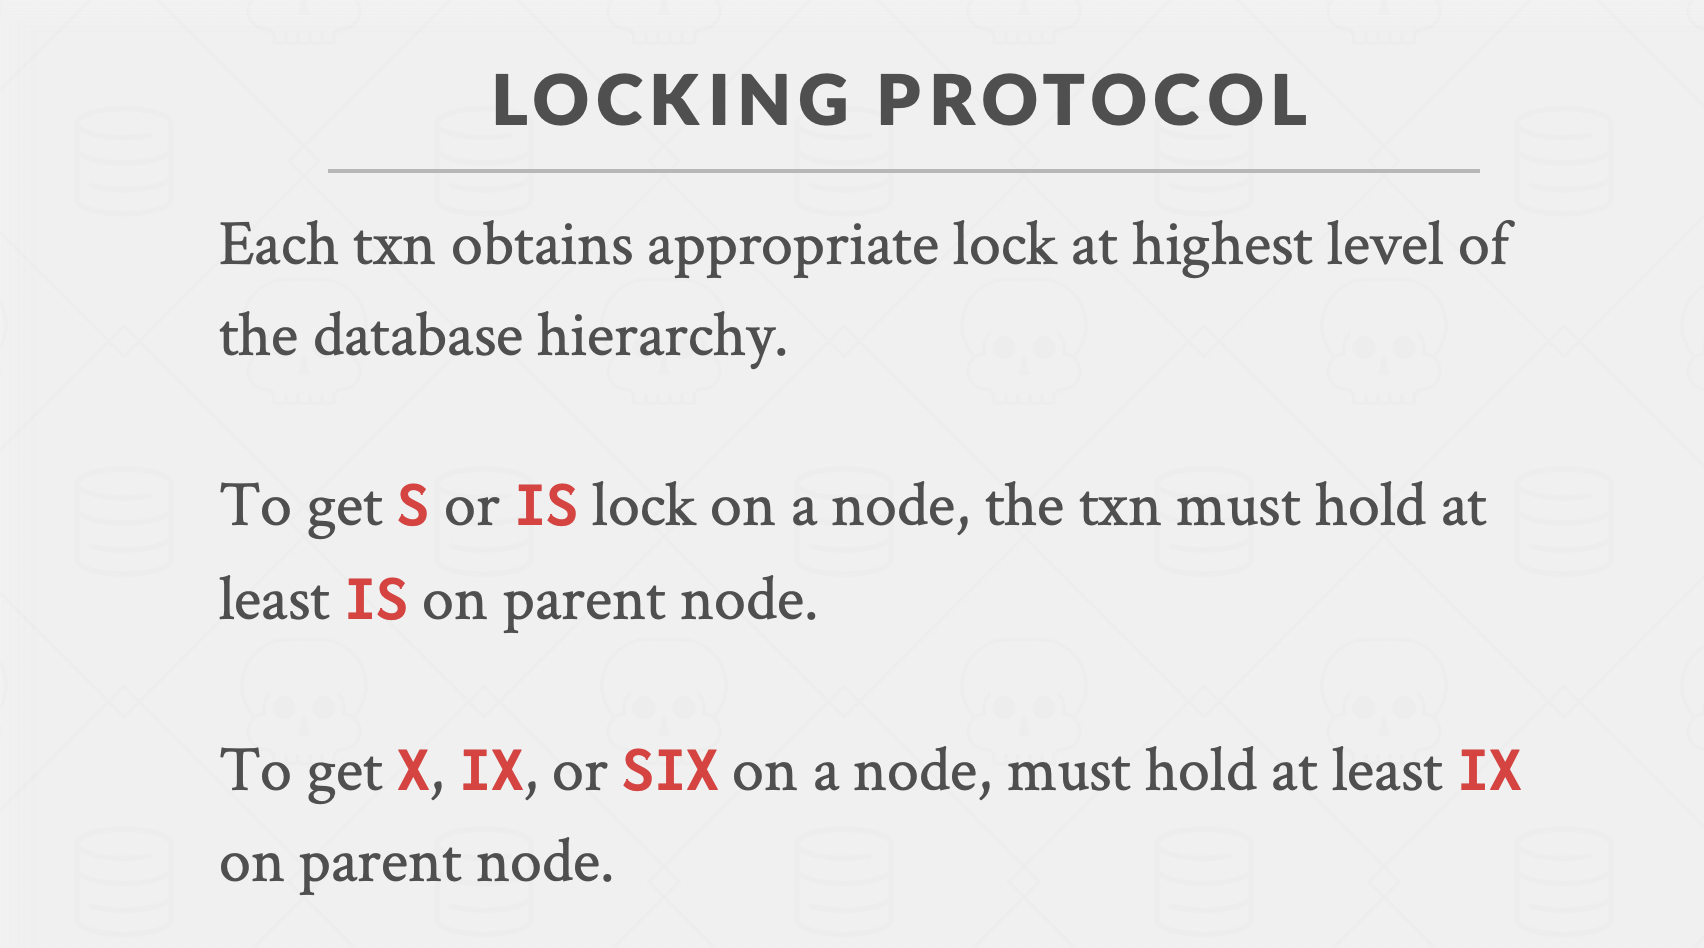 LOCKING PROTOCOL
Each txn obtains appropriate lock at highest level of
the database hierarchy.
To get S or IS lock on a node, the txn must hold at
least IS on parent node.
To get X, IX, or SIX on a node, must hold at least IX
on parent node.